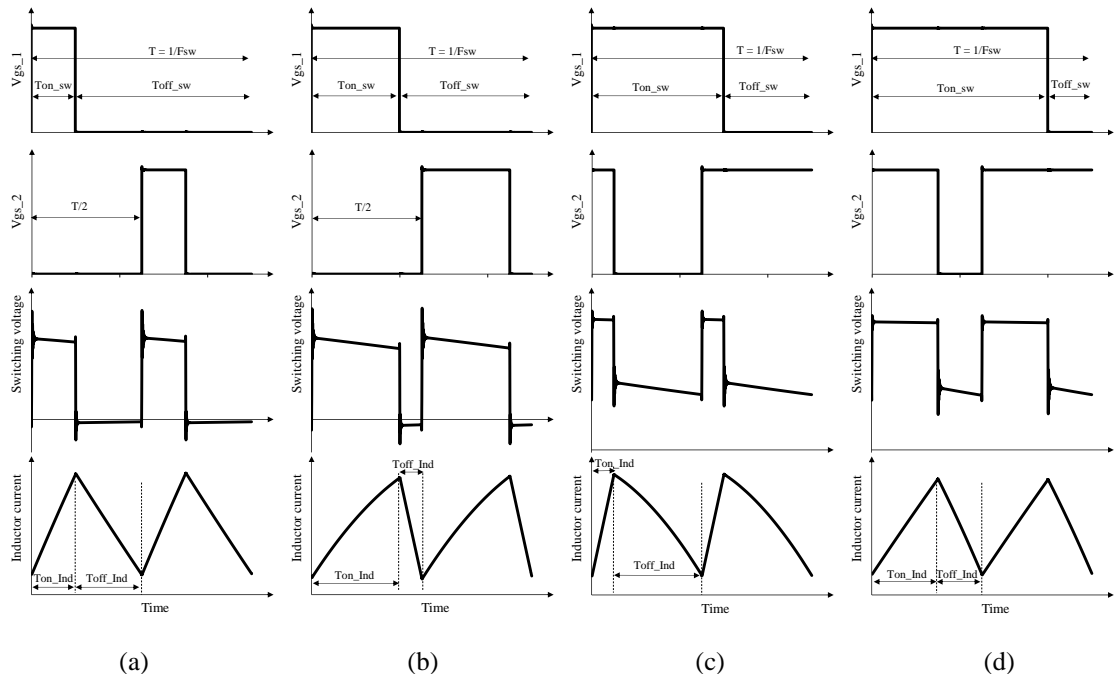 Vgs_1
T = 1/Fsw
Ton_sw
Toff_sw
Vgs_1
T = 1/Fsw
Ton_sw
Toff_sw
Vgs_1
T = 1/Fsw
Ton_sw
Toff_sw
Vgs_1
T = 1/Fsw
Ton_sw
Toff_sw
Vgs_2
T/2
Vgs_2
T/2
Vgs_2
Vgs_2
Switching voltage
Switching voltage
Switching voltage
Switching voltage
Inductor current
Ton_Ind
Toff_Ind
Time
Inductor current
Toff_Ind
Ton_Ind
Time
Inductor current
Ton_Ind
Toff_Ind
Time
Inductor current
Ton_Ind
Toff_Ind
Time
(a)
(b)
(c)
(d)